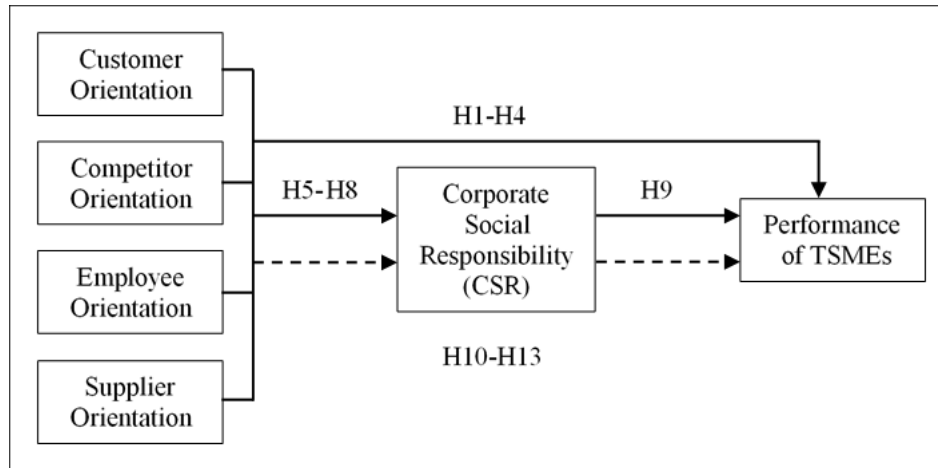 Customer
Orientation
Competitor
Orientation
Employee
Orientation
Supplier
Orientation
H1-H4
H5-H8
Corporate
Social
Responsibility
(CSR)
H9
Performance
of TSMEs
H10-H13